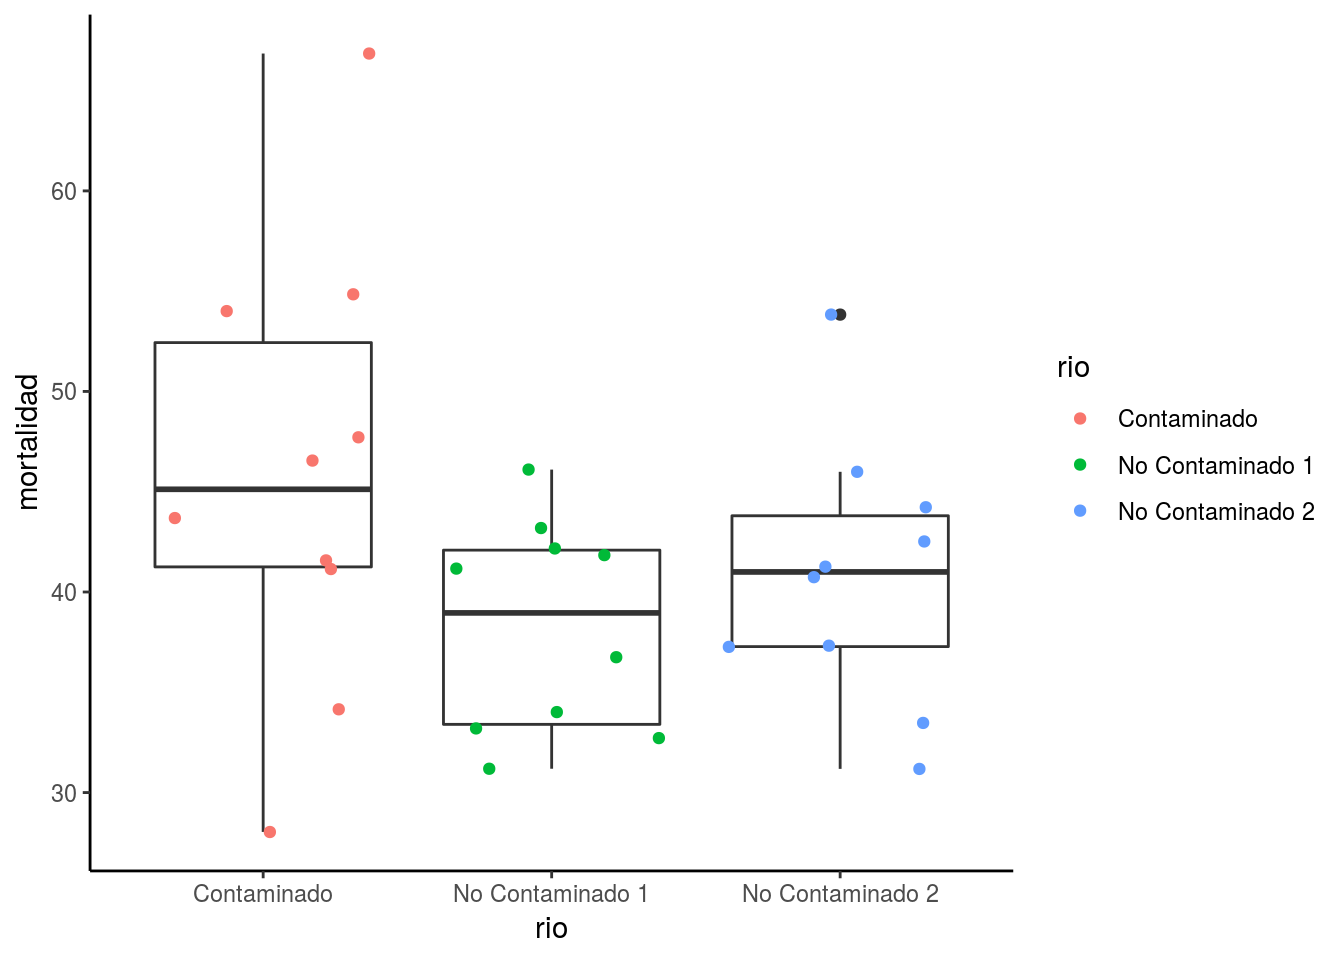 mortalidad
60
50
40
30
Contaminado
No Contaminado 1
No Contaminado 2
rio
rio
Contaminado
No Contaminado 1
No Contaminado 2